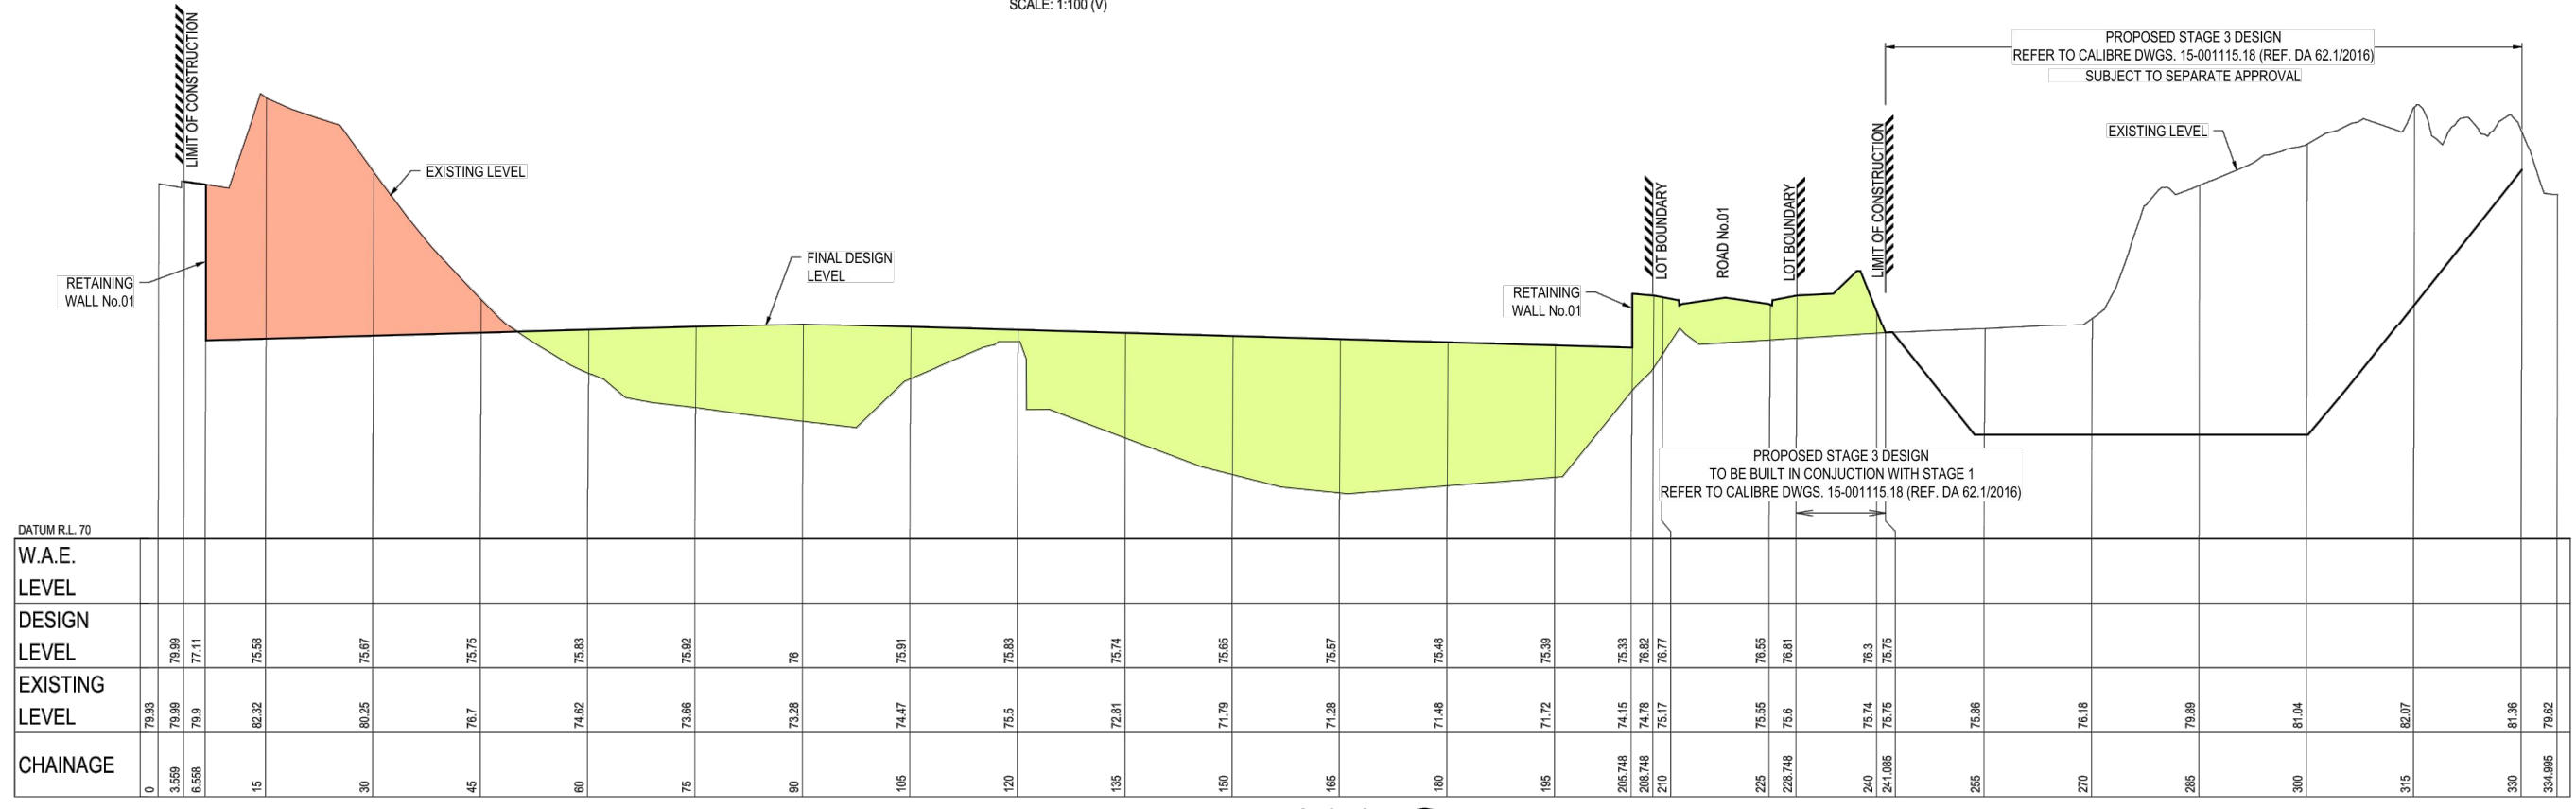 SCALE: 1:100 (V)
LIMIT OF CONSTRUCTION
PROPOSED STAGE 3 DESIGN
REFER TO CALIBRE DWGS. 15-001115.18 (REF. DA 62.1/2016)
SUBJECT TO SEPARATE APPROVAL
EXISTING LEVEL
EXISTING LEVEL
LIMIT OF CONSTRUCTION
LOT BOUNDARY
ROAD No.01
LOT BOUNDARY
FINAL DESIGN
LEVEL
RETAINING
WALL No.01
RETAINING
WALL No.01
PROPOSED STAGE 3 DESIGN
TO BE BUILT IN CONJUCTION WITH STAGE 1
REFER TO CALIBRE DWGS. 15-001115.18 (REF. DA 62.1/2016)
DATUM R.L. 70
W.A.E.
LEVEL
DESIGN
LEVEL 79.99 77.11 75.58 75.67 75.75 75.83 75.92 76 75.91 75.83 75.74 75.65 75.57 75.48 75.39 75.33 76.82 76.77 76.55 76.81 76.3 75.75
EXISTING
LEVEL 79.93 79.99 79.9 82.32 80.25 76.7 74.62 73.66 73.28 74.47 75.5 72.81 71.79 71.28 71.48 71.72 74.15 74.78 75.17 75.55 75.6 75.74 75.75 75.86 76.18 79.89 81.04 82.07 81.36 79.62
CHAINAGE 0 3.559 6.558 15 30 45 60 75 90 105 120 135 150 165 180 195 205.748 208.748 210 225 228.748 240 241.085 255 270 285 300 315 330 334.995